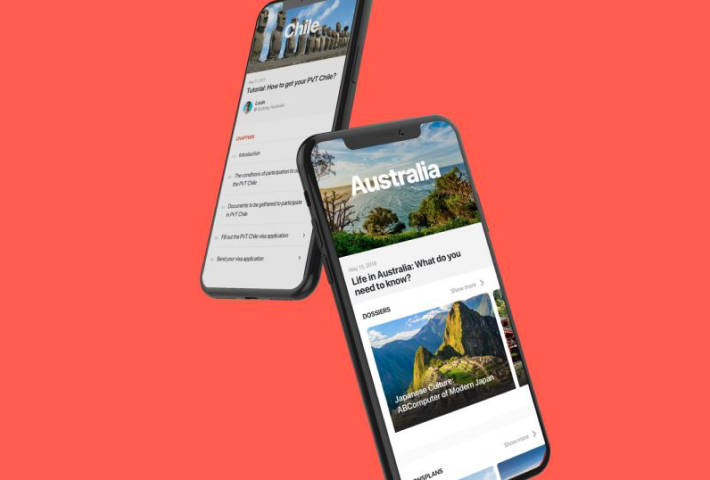 Chile
Tutorial: How to get your PVT Chile?
Louis
Sydney, Australia
CHAPTERS
Introduction
The conditions of participation to
the PVT Chile
Documents to be gathered to participate
in PVT Chile
Fill out the PVT Chile visa application
Send your visa application
Australia
May 15, 2018
Life in Australia: What do you
need to know?
Show more
DOSSIERS
Japanese Culture:
ABComputer of Modern Japan
Show more
NSPLANS